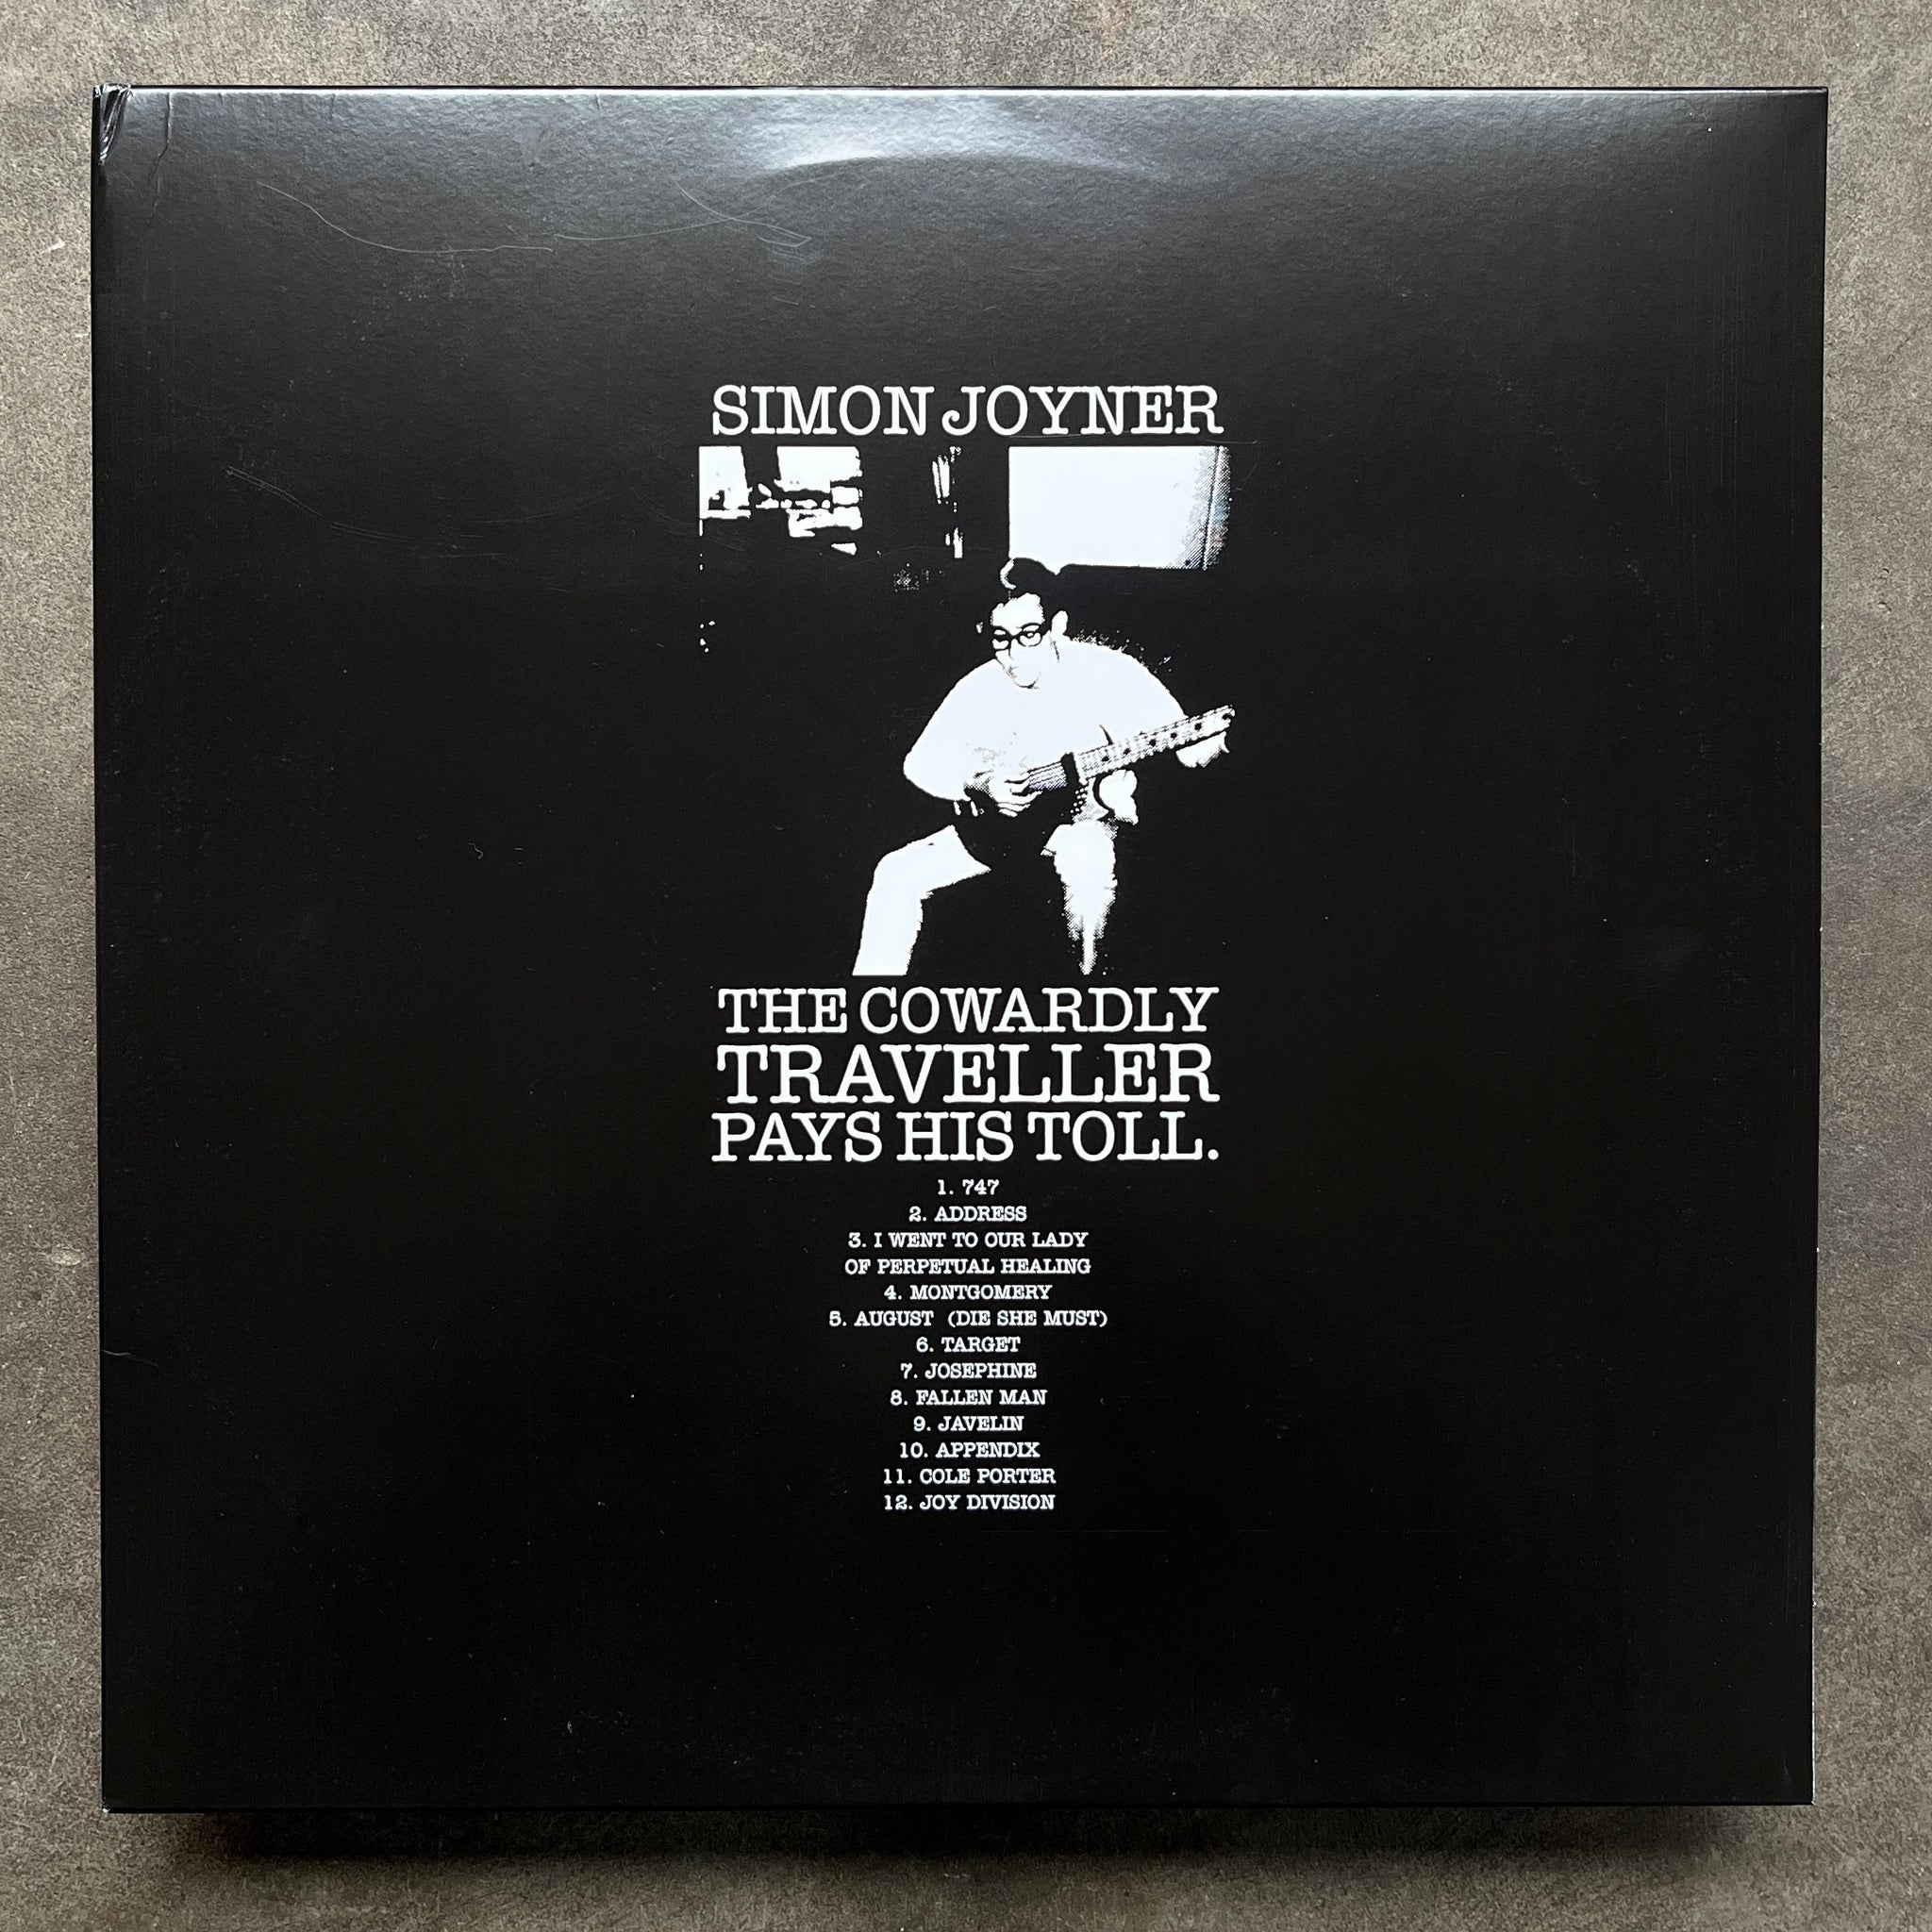 SIMON JOYNER
THE COWARDLY
TRAVELLER
PAYS HIS TOLL.
1. 747
2. ADDRESS
3. I WENT TO OUR LADY
OF PERPETUAL HEALING
4. MONTGOMERY
5. AUGUST (DIE SHE MUST)
6. TARGET
7. JOSEPHINE
8. FALLEN MAN
9. JAVELIN
10. APPENDIX
11. COLE PORTER
12. JOY DIVISION